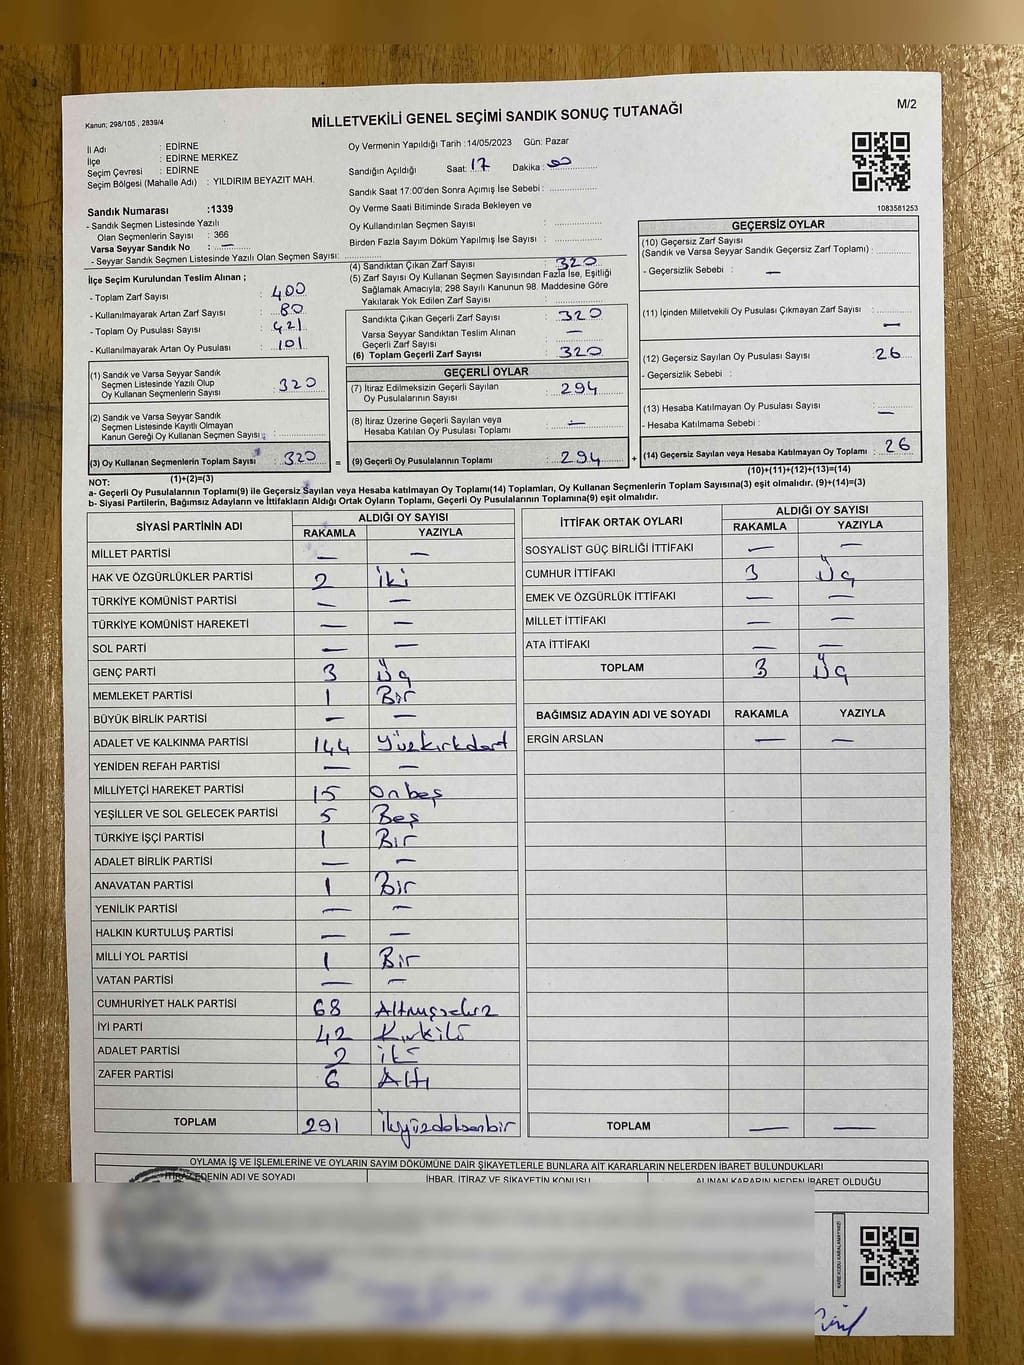 Kanun; 298/105 , 2839/4
MİLLETVEKİLİ GENEL SEÇİMİ SANDIK SONUÇ TUTANAĞI
M/2
İl Adı : EDİRNE
İlçe : EDİRNE MERKEZ
Seçim Çevresi : EDİRNE
Seçim Bölgesi (Mahalle Adı) : YILDIRIM BEYAZIT MAH.
Oy Vermenin Yapıldığı Tarih :14/05/2023 Gün: Pazar
Sandığın Açıldığı Saat: 17 Dakika: 00
Sandık Saat 17:00'den Sonra Açımış İse Sebebi :
Oy Verme Saati Bitiminde Sırada Bekleyen ve
Oy Kullandırılan Seçmen Sayısı :
Birden Fazla Sayım Döküm Yapılmış İse Sayısı :
1083581253
Sandık Numarası :1339
- Sandık Seçmen Listesinde Yazılı
Olan Seçmenlerin Sayısı : 366
Varsa Seyyar Sandık No : —
- Seyyar Sandık Seçmen Listesinde Yazılı Olan Seçmen Sayısı:
İlçe Seçim Kurulundan Teslim Alınan ;
- Toplam Zarf Sayısı : 400
- Kullanılmayarak Artan Zarf Sayısı : 80
- Toplam Oy Pusulası Sayısı : 421
- Kullanılmayarak Artan Oy Pusulası : 101
(1) Sandık ve Varsa Seyyar Sandık
Seçmen Listesinde Yazılı Olup
Oy Kullanan Seçmenlerin Sayısı : 320
(2) Sandık ve Varsa Seyyar Sandık
Seçmen Listesinde Kayıtlı Olmayan
Kanun Gereği Oy Kullanan Seçmen Sayısı :
(3) Oy Kullanan Seçmenlerin Toplam Sayısı : 320
(1)+(2)=(3)
(4) Sandıktan Çıkan Zarf Sayısı : 320
(5) Zarf Sayısı Oy Kullanan Seçmen Sayısından Fazla İse, Eşitliği
Sağlamak Amacıyla; 298 Sayılı Kanunun 98. Maddesine Göre
Yakılarak Yok Edilen Zarf Sayısı :
Sandıkta Çıkan Geçerli Zarf Sayısı : 320
Varsa Seyyar Sandıktan Teslim Alınan
Geçerli Zarf Sayısı : —
(6) Toplam Geçerli Zarf Sayısı : 320
GEÇERLİ OYLAR
(7) İtiraz Edilmeksizin Geçerli Sayılan
Oy Pusulalarının Sayısı : 294
(8) İtiraz Üzerine Geçerli Sayılan veya
Hesaba Katılan Oy Pusulası Toplamı : —
= (9) Geçerli Oy Pusulalarının Toplamı : 294
GEÇERSİZ OYLAR
(10) Geçersiz Zarf Sayısı
(Sandık ve Varsa Seyyar Sandık Geçersiz Zarf Toplamı) :
- Geçersizlik Sebebi : —
(11) İçinden Milletvekili Oy Pusulası Çıkmayan Zarf Sayısı : —
(12) Geçersiz Sayılan Oy Pusulası Sayısı : 26
- Geçersizlik Sebebi :
(13) Hesaba Katılmayan Oy Pusulası Sayısı : —
- Hesaba Katılmama Sebebi :
+ (14) Geçersiz Sayılan veya Hesaba Katılmayan Oy Toplamı : 26
(10)+(11)+(12)+(13)=(14)
NOT:
a- Geçerli Oy Pusulalarının Toplamı(9) ile Geçersiz Sayılan veya Hesaba katılmayan Oy Toplamı(14) Toplamları, Oy Kullanan Seçmenlerin Toplam Sayısına(3) eşit olmalıdır. (9)+(14)=(3)
b- Siyasi Partilerin, Bağımsız Adayların ve İttifakların Aldığı Ortak Oyların Toplamı, Geçerli Oy Pusulalarının Toplamına(9) eşit olmalıdır.
SİYASİ PARTİNİN ADI ALDIĞI OY SAYISI
RAKAMLA YAZIYLA
MİLLET PARTİSİ — —
HAK VE ÖZGÜRLÜKLER PARTİSİ 2 İki
TÜRKİYE KOMÜNİST PARTİSİ — —
TÜRKİYE KOMÜNİST HAREKETİ — —
SOL PARTİ — —
GENÇ PARTİ 3 Üç
MEMLEKET PARTİSİ 1 Bir
BÜYÜK BİRLİK PARTİSİ — —
ADALET VE KALKINMA PARTİSİ 144 Yüzkırkdört
YENİDEN REFAH PARTİSİ — —
MİLLİYETÇİ HAREKET PARTİSİ 15 Onbeş
YEŞİLLER VE SOL GELECEK PARTİSİ 5 Beş
TÜRKİYE İŞÇİ PARTİSİ 1 Bir
ADALET BİRLİK PARTİSİ — —
ANAVATAN PARTİSİ 1 Bir
YENİLİK PARTİSİ — —
HALKIN KURTULUŞ PARTİSİ — —
MİLLİ YOL PARTİSİ 1 Bir
VATAN PARTİSİ — —
CUMHURİYET HALK PARTİSİ 68 Altmışsekiz
İYİ PARTİ 42 Kırkiki
ADALET PARTİSİ 2 iki
ZAFER PARTİSİ 6 Altı
TOPLAM 291 ikiyüzdoksanbir
İTTİFAK ORTAK OYLARI ALDIĞI OY SAYISI
RAKAMLA YAZIYLA
SOSYALİST GÜÇ BİRLİĞİ İTTİFAKI — —
CUMHUR İTTİFAKI 3 Üç
EMEK VE ÖZGÜRLÜK İTTİFAKI — —
MİLLET İTTİFAKI — —
ATA İTTİFAKI — —
TOPLAM 3 Üç
BAĞIMSIZ ADAYIN ADI VE SOYADI RAKAMLA YAZIYLA
ERGİN ARSLAN — —
TOPLAM — —
OYLAMA İŞ VE İŞLEMLERİNE VE OYLARIN SAYIM DÖKÜMÜNE DAİR ŞİKAYETLERLE BUNLARA AİT KARARLARIN NELERDEN İBARET BULUNDUKLARI
İTİRAZ EDENİN ADI VE SOYADI İHBAR, İTİRAZ VE ŞİKAYETİN KONUSU ALINAN KARARIN NEDEN İBARET OLDUĞU